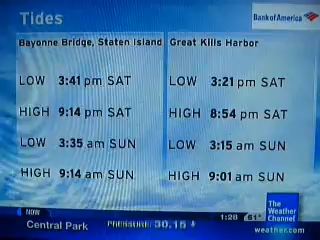 Tides
Bank of America
Bayonne Bridge, Staten Island
LOW 3:41 pm SAT
HIGH 9:14 pm SAT
LOW 3:35 am SUN
HIGH 9:14 am SUN
Great Kills Harbor
LOW 3:21 pm SAT
HIGH 8:54 pm SAT
LOW 3:15 am SUN
HIGH 9:01 am SUN
NOW
1:28 61°
Central Park PRESSURE: 30.15
The
Weather
Channel
weather.com